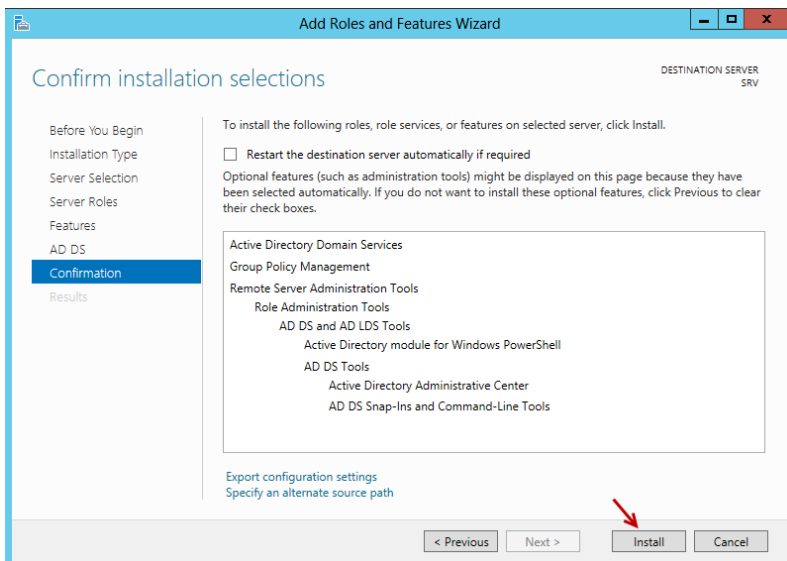 Add Roles and Features Wizard
Confirm installation selections
DESTINATION SERVER
SRV
Before You Begin
Installation Type
Server Selection
Server Roles
Features
AD DS
Confirmation
Results
To install the following roles, role services, or features on selected server, click Install.
Restart the destination server automatically if required
Optional features (such as administration tools) might be displayed on this page because they have
been selected automatically. If you do not want to install these optional features, click Previous to clear
their check boxes.
Active Directory Domain Services
Group Policy Management
Remote Server Administration Tools
Role Administration Tools
AD DS and AD LDS Tools
Active Directory module for Windows PowerShell
AD DS Tools
Active Directory Administrative Center
AD DS Snap-Ins and Command-Line Tools
Export configuration settings
Specify an alternate source path
< Previous
Next >
Install
Cancel